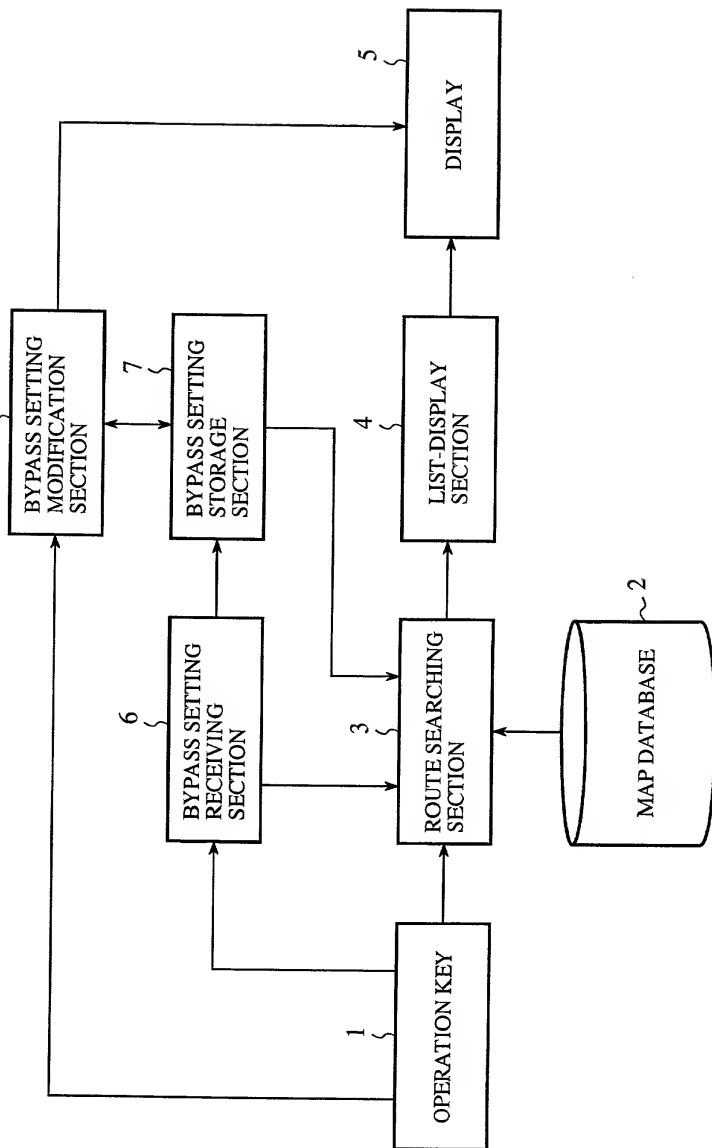 BYPASS SETTING
MODIFICATION
SECTION
6
BYPASS SETTING
RECEIVING
SECTION
7
BYPASS SETTING
STORAGE
SECTION
1
OPERATION KEY
3
ROUTE SEARCHING
SECTION
4
LIST-DISPLAY
SECTION
5
DISPLAY
2
MAP DATABASE